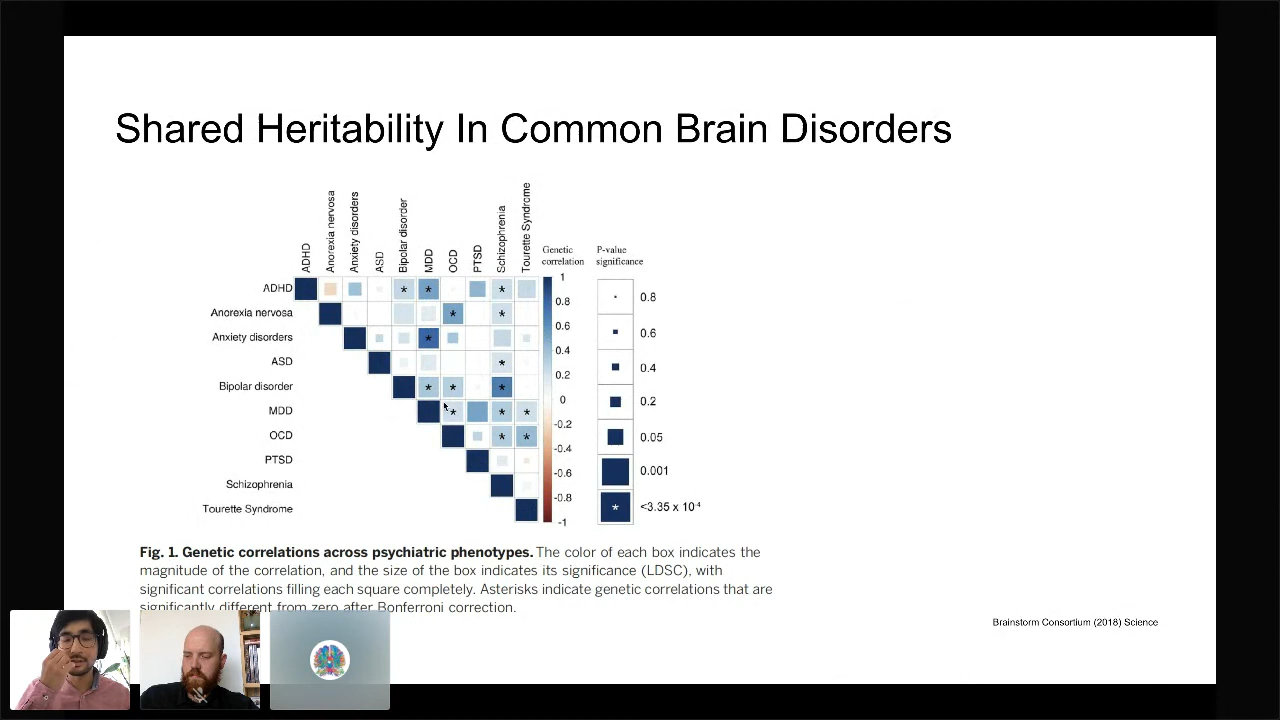 Shared Heritability In Common Brain Disorders
ADHD
Anorexia nervosa
Anxiety disorders
ASD
Bipolar disorder
MDD
OCD
PTSD
Schizophrenia
Tourette Syndrome
Genetic
correlation
P-value
significance
ADHD
Anorexia nervosa
Anxiety disorders
ASD
Bipolar disorder
MDD
OCD
PTSD
Schizophrenia
Tourette Syndrome
1
0.8
0.6
0.4
0.2
0
-0.2
-0.4
-0.6
-0.8
-1
0.8
0.6
0.4
0.2
0.05
0.001
<3.35 x 10⁻⁴
Fig. 1. Genetic correlations across psychiatric phenotypes. The color of each box indicates the
magnitude of the correlation, and the size of the box indicates its significance (LDSC), with
significant correlations filling each square completely. Asterisks indicate genetic correlations that are
significantly different from zero after Bonferroni correction.
Brainstorm Consortium (2018) Science